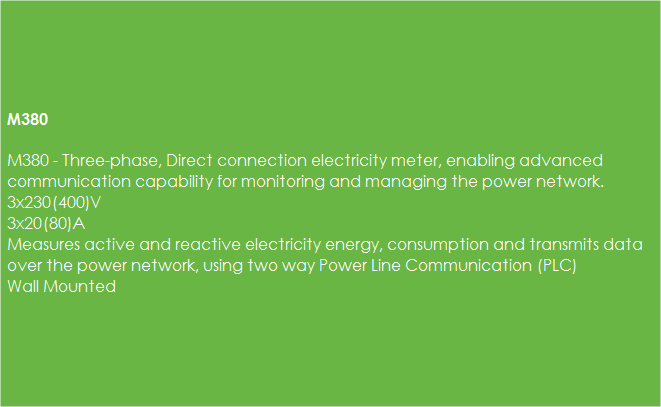 M380
M380 - Three-phase, Direct connection electricity meter, enabling advanced
communication capability for monitoring and managing the power network.
3x230(400)V
3x20(80)A
Measures active and reactive electricity energy, consumption and transmits data
over the power network, using two way Power Line Communication (PLC)
Wall Mounted